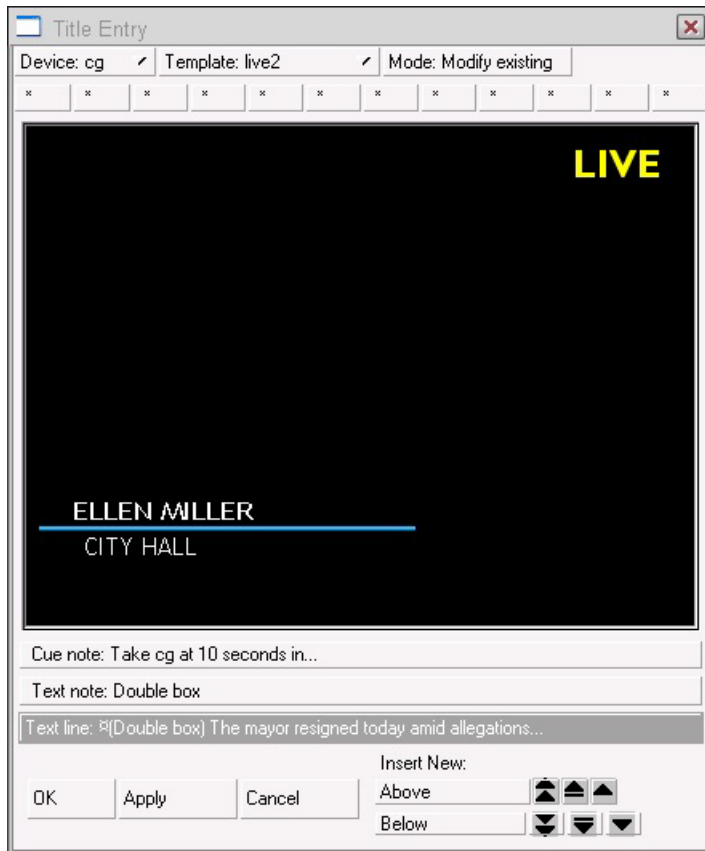 Title Entry
Device: cg Template: live2 Mode: Modify existing
× × × × × × × × × × × ×
LIVE
ELLEN MILLER
CITY HALL
Cue note: Take cg at 10 seconds in...
Text note: Double box
Text line: ¤(Double box) The mayor resigned today amid allegations...
Insert New:
OK Apply Cancel Above
Below